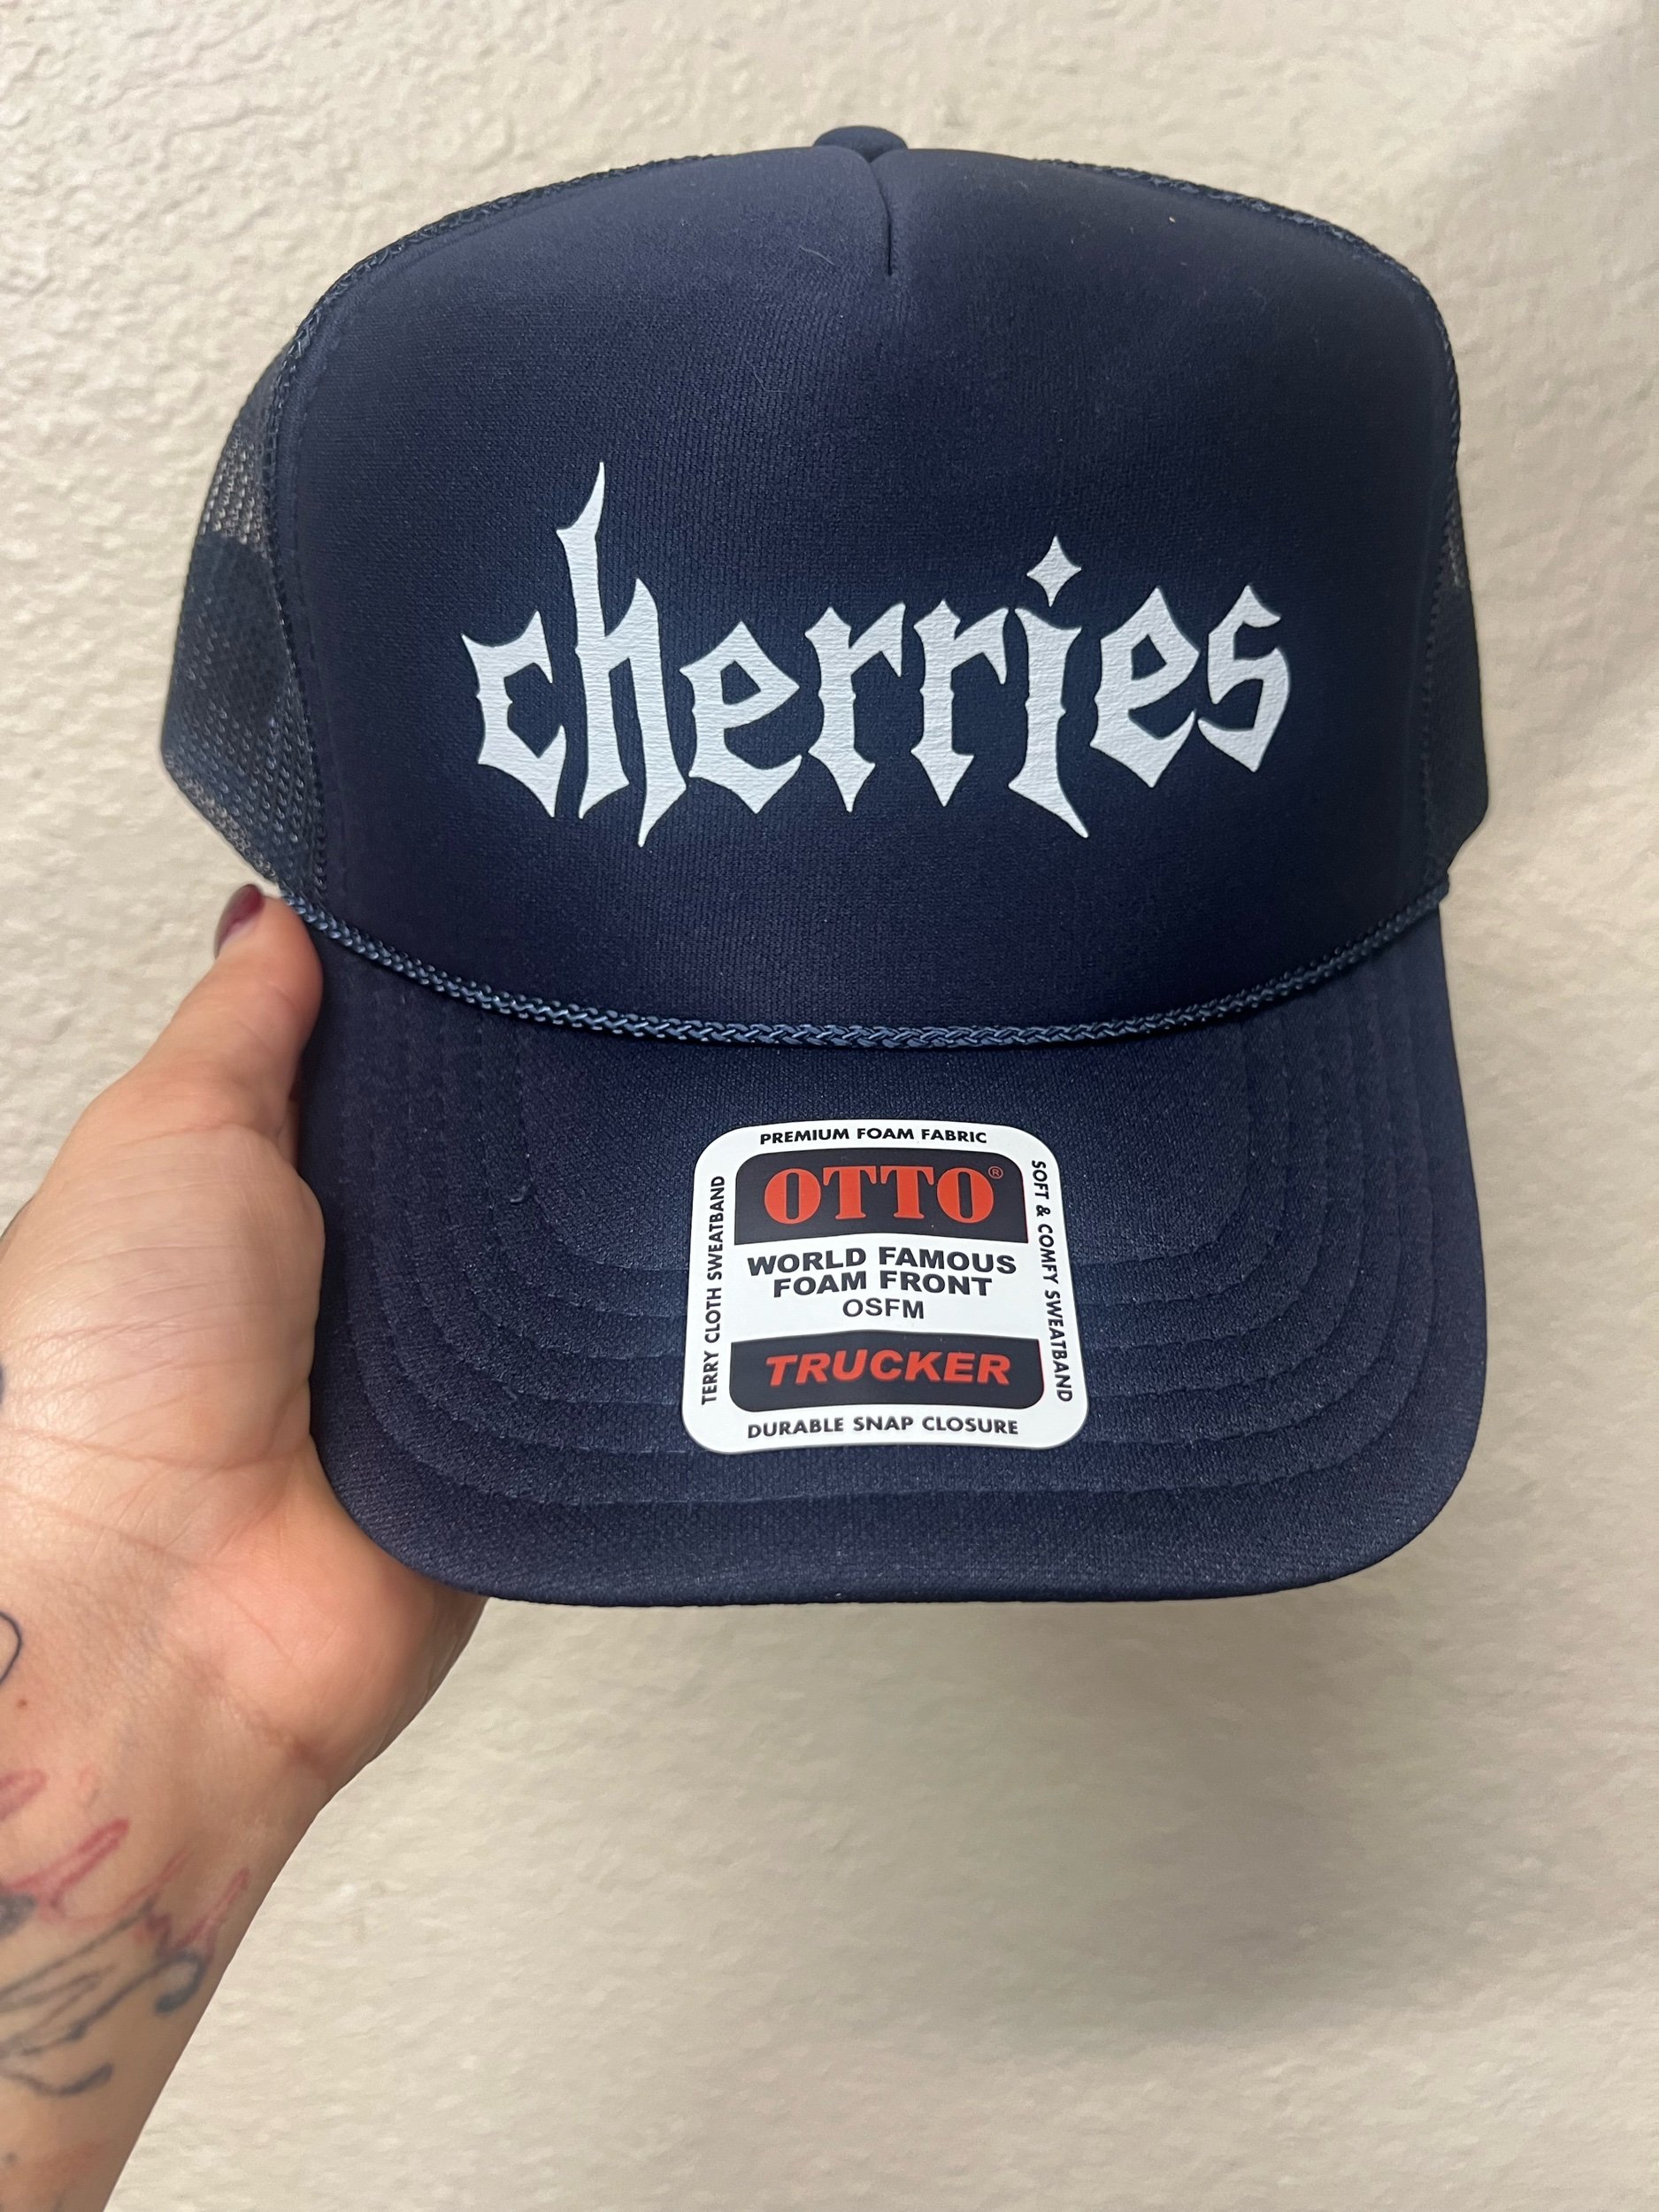 cherries
PREMIUM FOAM FABRIC
OTTO®
WORLD FAMOUS
FOAM FRONT
OSFM
TRUCKER
DURABLE SNAP CLOSURE
TERRY CLOTH SWEATBAND
SOFT & COMFY SWEATBAND